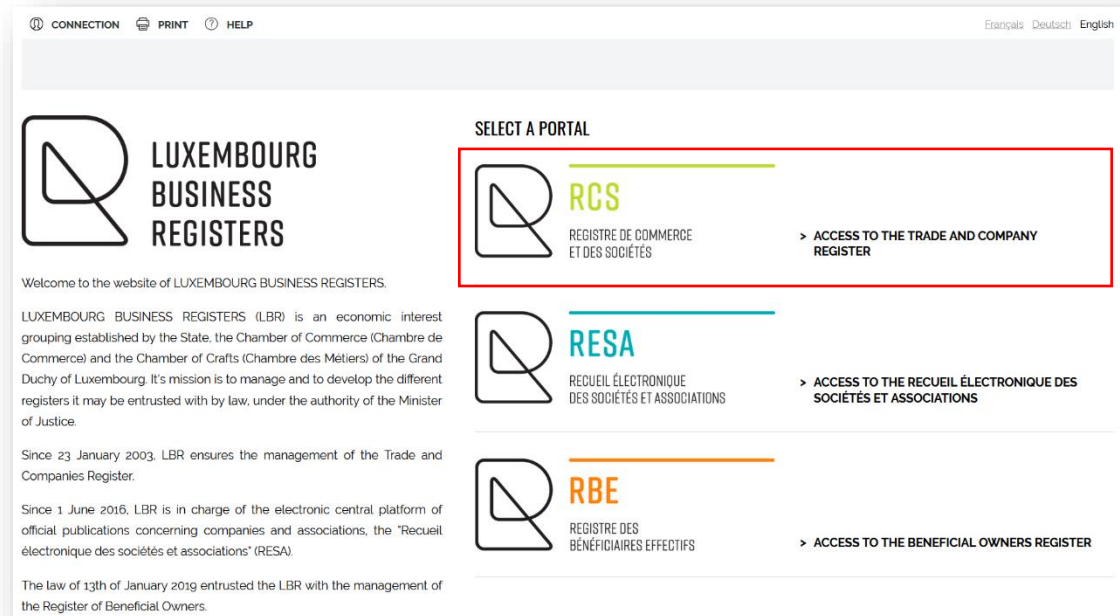 CONNECTION PRINT HELP
Français Deutsch English
LUXEMBOURG
BUSINESS
REGISTERS
Welcome to the website of LUXEMBOURG BUSINESS REGISTERS.
LUXEMBOURG BUSINESS REGISTERS (LBR) is an economic interest
grouping established by the State, the Chamber of Commerce (Chambre de
Commerce) and the Chamber of Crafts (Chambre des Métiers) of the Grand
Duchy of Luxembourg. It's mission is to manage and to develop the different
registers it may be entrusted with by law, under the authority of the Minister
of Justice.
Since 23 January 2003, LBR ensures the management of the Trade and
Companies Register.
Since 1 June 2016, LBR is in charge of the electronic central platform of
official publications concerning companies and associations, the "Recueil
électronique des sociétés et associations" (RESA).
The law of 13th of January 2019 entrusted the LBR with the management of
the Register of Beneficial Owners.
SELECT A PORTAL
RCS
REGISTRE DE COMMERCE
ET DES SOCIÉTÉS
> ACCESS TO THE TRADE AND COMPANY
REGISTER
RESA
RECUEIL ÉLECTRONIQUE
DES SOCIÉTÉS ET ASSOCIATIONS
> ACCESS TO THE RECUEIL ÉLECTRONIQUE DES
SOCIÉTÉS ET ASSOCIATIONS
RBE
REGISTRE DES
BÉNÉFICIAIRES EFFECTIFS
> ACCESS TO THE BENEFICIAL OWNERS REGISTER